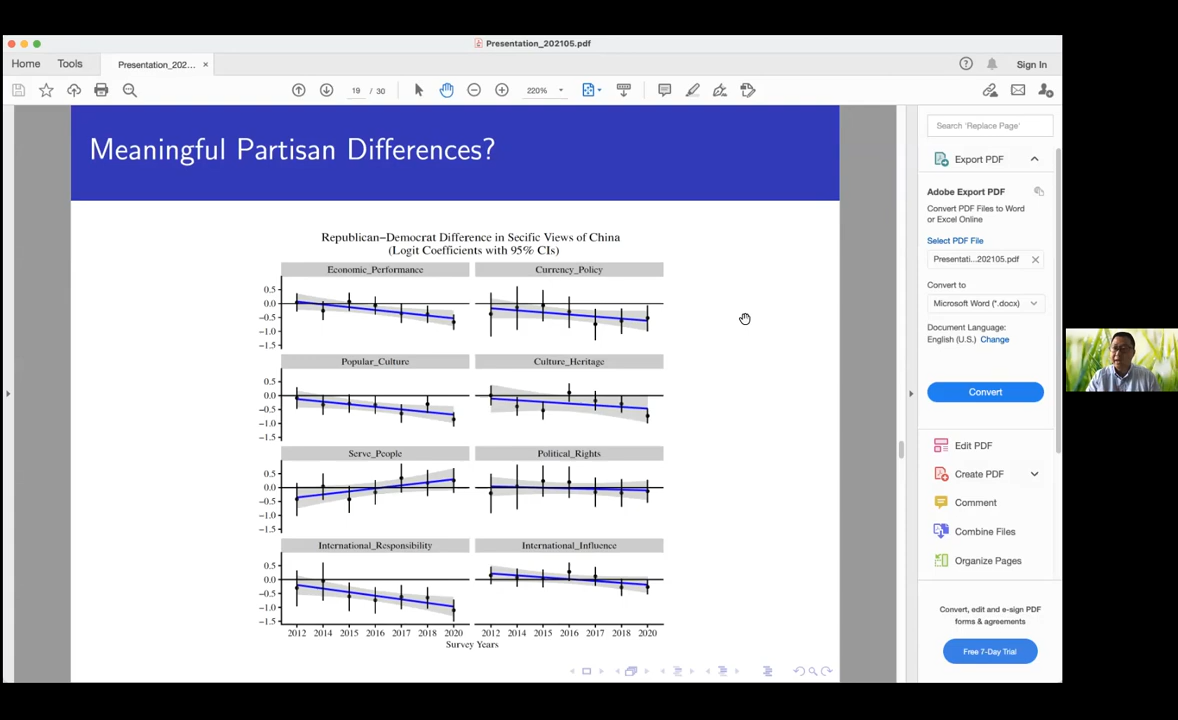 Presentation_202105.pdf
Home
Tools
Presentation_202... ×
Sign In
19 / 30
220%
Meaningful Partisan Differences?
Republican−Democrat Difference in Secific Views of China
(Logit Coefficients with 95% CIs)
Economic_Performance
Currency_Policy
0.5
0.0
−0.5
−1.0
−1.5
Popular_Culture
Culture_Heritage
0.5
0.0
−0.5
−1.0
−1.5
Serve_People
Political_Rights
0.5
0.0
−0.5
−1.0
−1.5
International_Responsibility
International_Influence
0.5
0.0
−0.5
−1.0
−1.5
2012 2014 2015 2016 2017 2018 2020 2012 2014 2015 2016 2017 2018 2020
Survey Years
Search 'Replace Page'
Export PDF
Adobe Export PDF
Convert PDF Files to Word
or Excel Online
Select PDF File
Presentati...202105.pdf
Convert to
Microsoft Word (*.docx)
Document Language:
English (U.S.) Change
Convert
Edit PDF
Create PDF
Comment
Combine Files
Organize Pages
Convert, edit and e-sign PDF
forms & agreements
Free 7-Day Trial